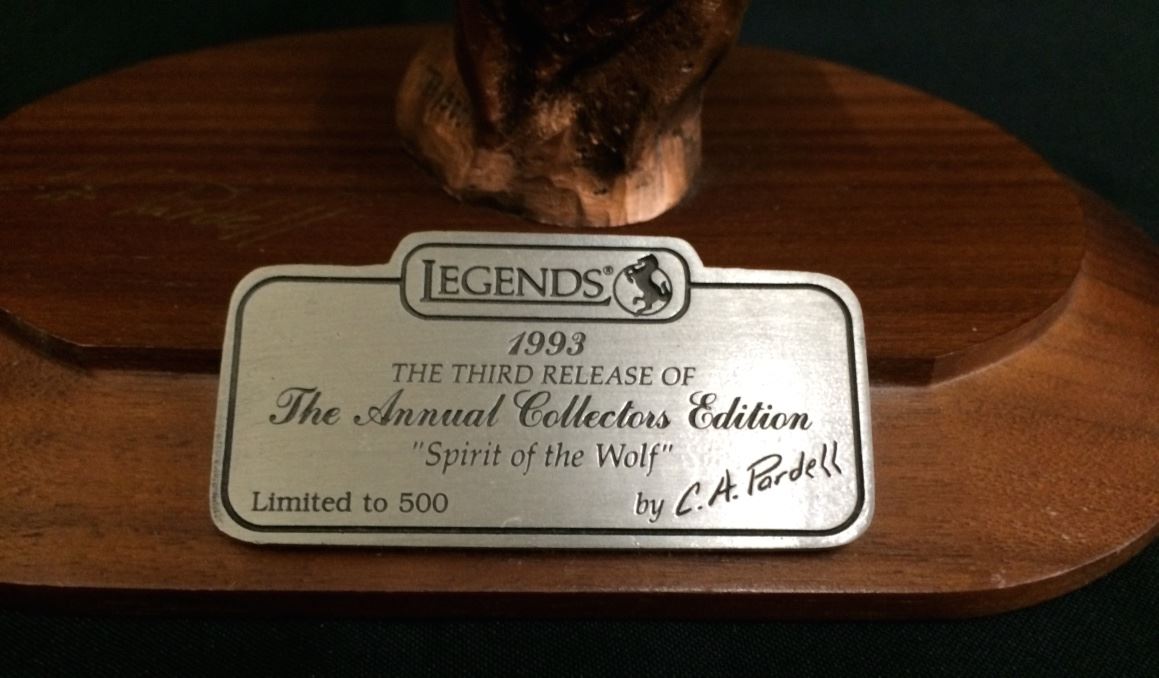 LEGENDS®
1993
THE THIRD RELEASE OF
The Annual Collectors Edition
"Spirit of the Wolf"
Limited to 500
by C.A. Pardell